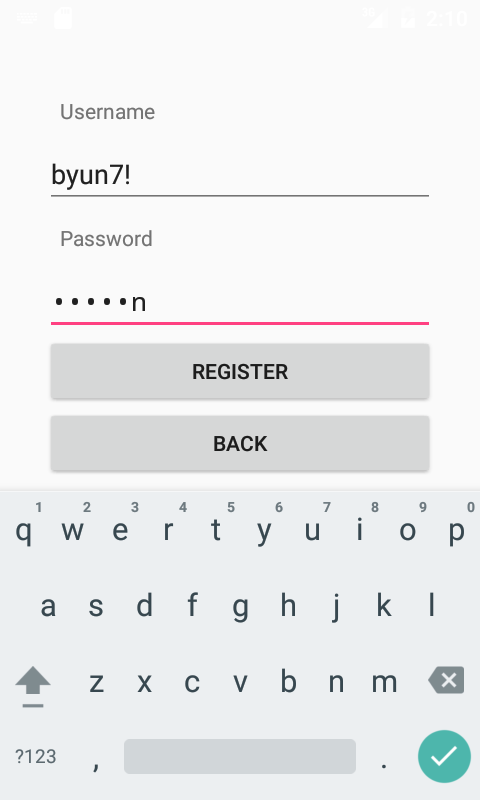 2:10
Username
byun7!
Password
•••••n
REGISTER
BACK
1 2 3 4 5 6 7 8 9 0
q w e r t y u i o p
a s d f g h j k l
z x c v b n m
?123 , .